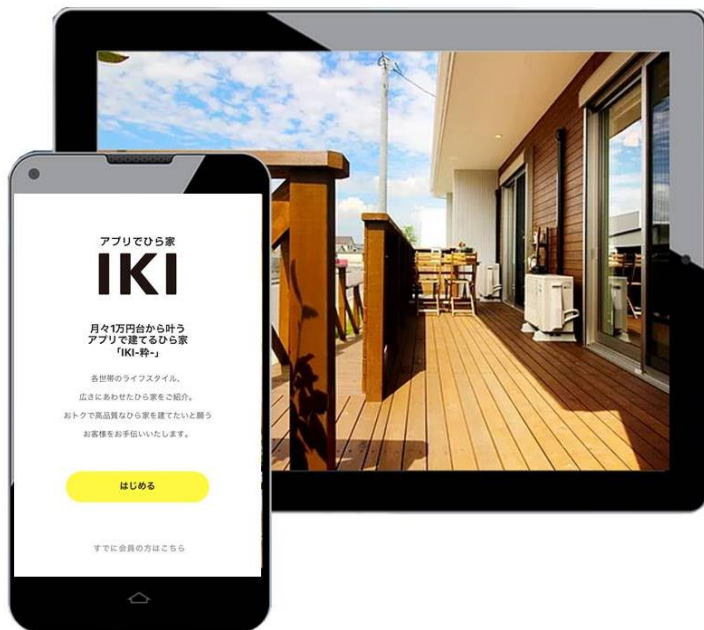 アプリでひら家
IKI
月々1万円台から叶う
アプリで建てるひら家
「IKI-粋-」
各世帯のライフスタイル、
広さにあわせたひら家をご紹介。
おトクで高品質なひら家を建てたいと願う
お客様をお手伝いいたします。
はじめる
すでに会員の方はこちら